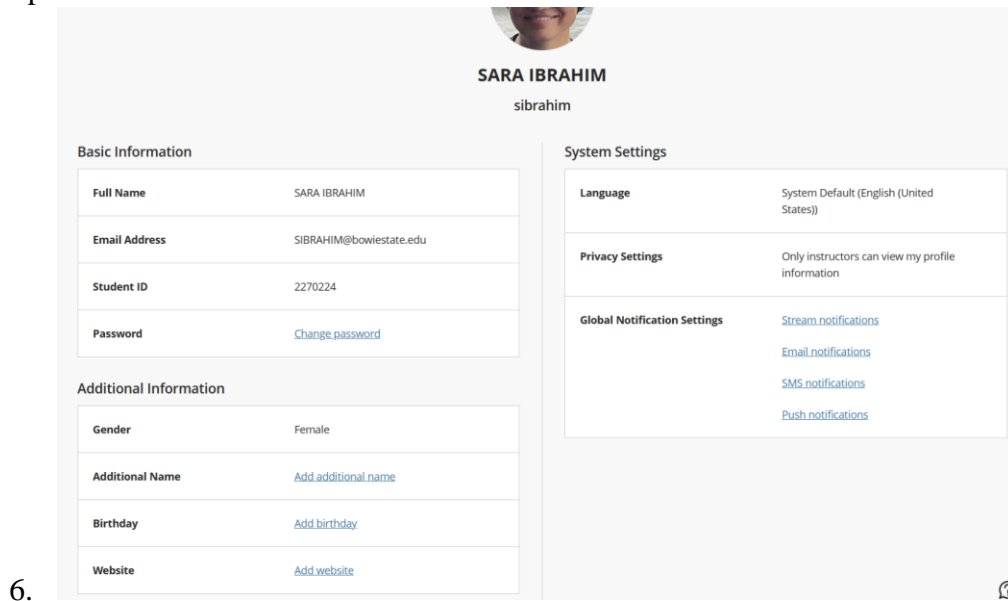 SARA IBRAHIM
sibrahim
Basic Information
Full Name SARA IBRAHIM
Email Address SIBRAHIM@bowiestate.edu
Student ID 2270224
Password Change password
Additional Information
Gender Female
Additional Name Add additional name
Birthday Add birthday
Website Add website
System Settings
Language System Default (English (United
States))
Privacy Settings Only instructors can view my profile
information
Global Notification Settings Stream notifications
Email notifications
SMS notifications
Push notifications
6.